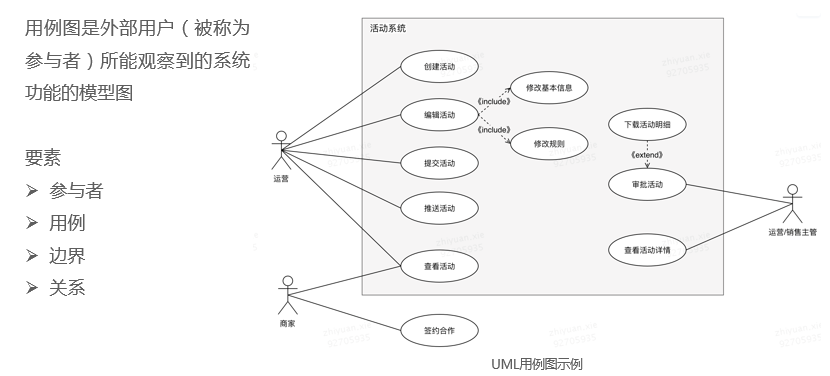 用例图是外部用户（被称为
参与者）所能观察到的系统
功能的模型图
要素
➢ 参与者
➢ 用例
➢ 边界
➢ 关系
活动系统
创建活动
编辑活动
提交活动
推送活动
查看活动
签约合作
《include》
《include》
修改基本信息
修改规则
下载活动明细
《extend》
审批活动
查看活动详情
运营
商家
运营/销售主管
UML用例图示例